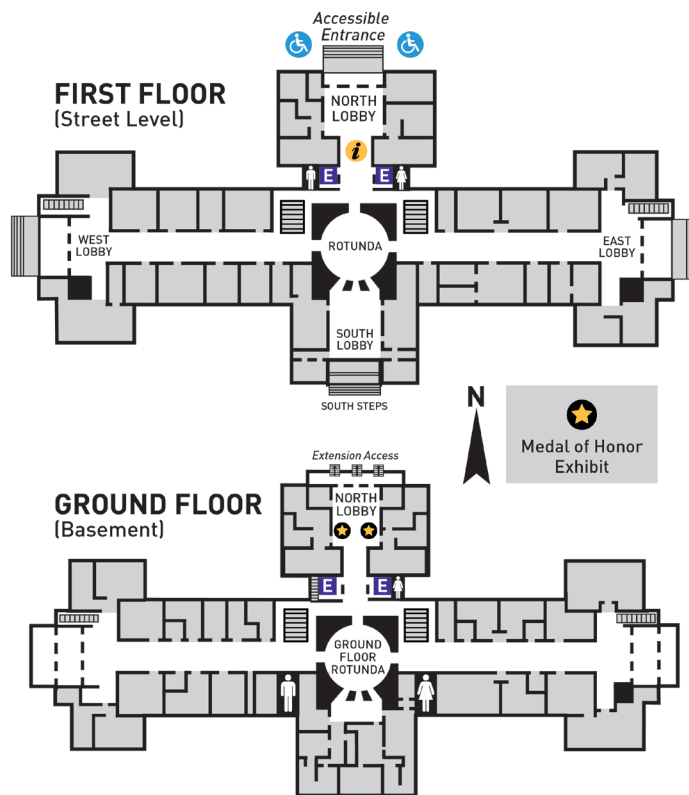 Accessible
Entrance
FIRST FLOOR
(Street Level)
NORTH
LOBBY
i
E
E
WEST
LOBBY
ROTUNDA
EAST
LOBBY
SOUTH
LOBBY
SOUTH STEPS
N
Medal of Honor
Exhibit
Extension Access
GROUND FLOOR
(Basement)
NORTH
LOBBY
E
E
GROUND
FLOOR
ROTUNDA